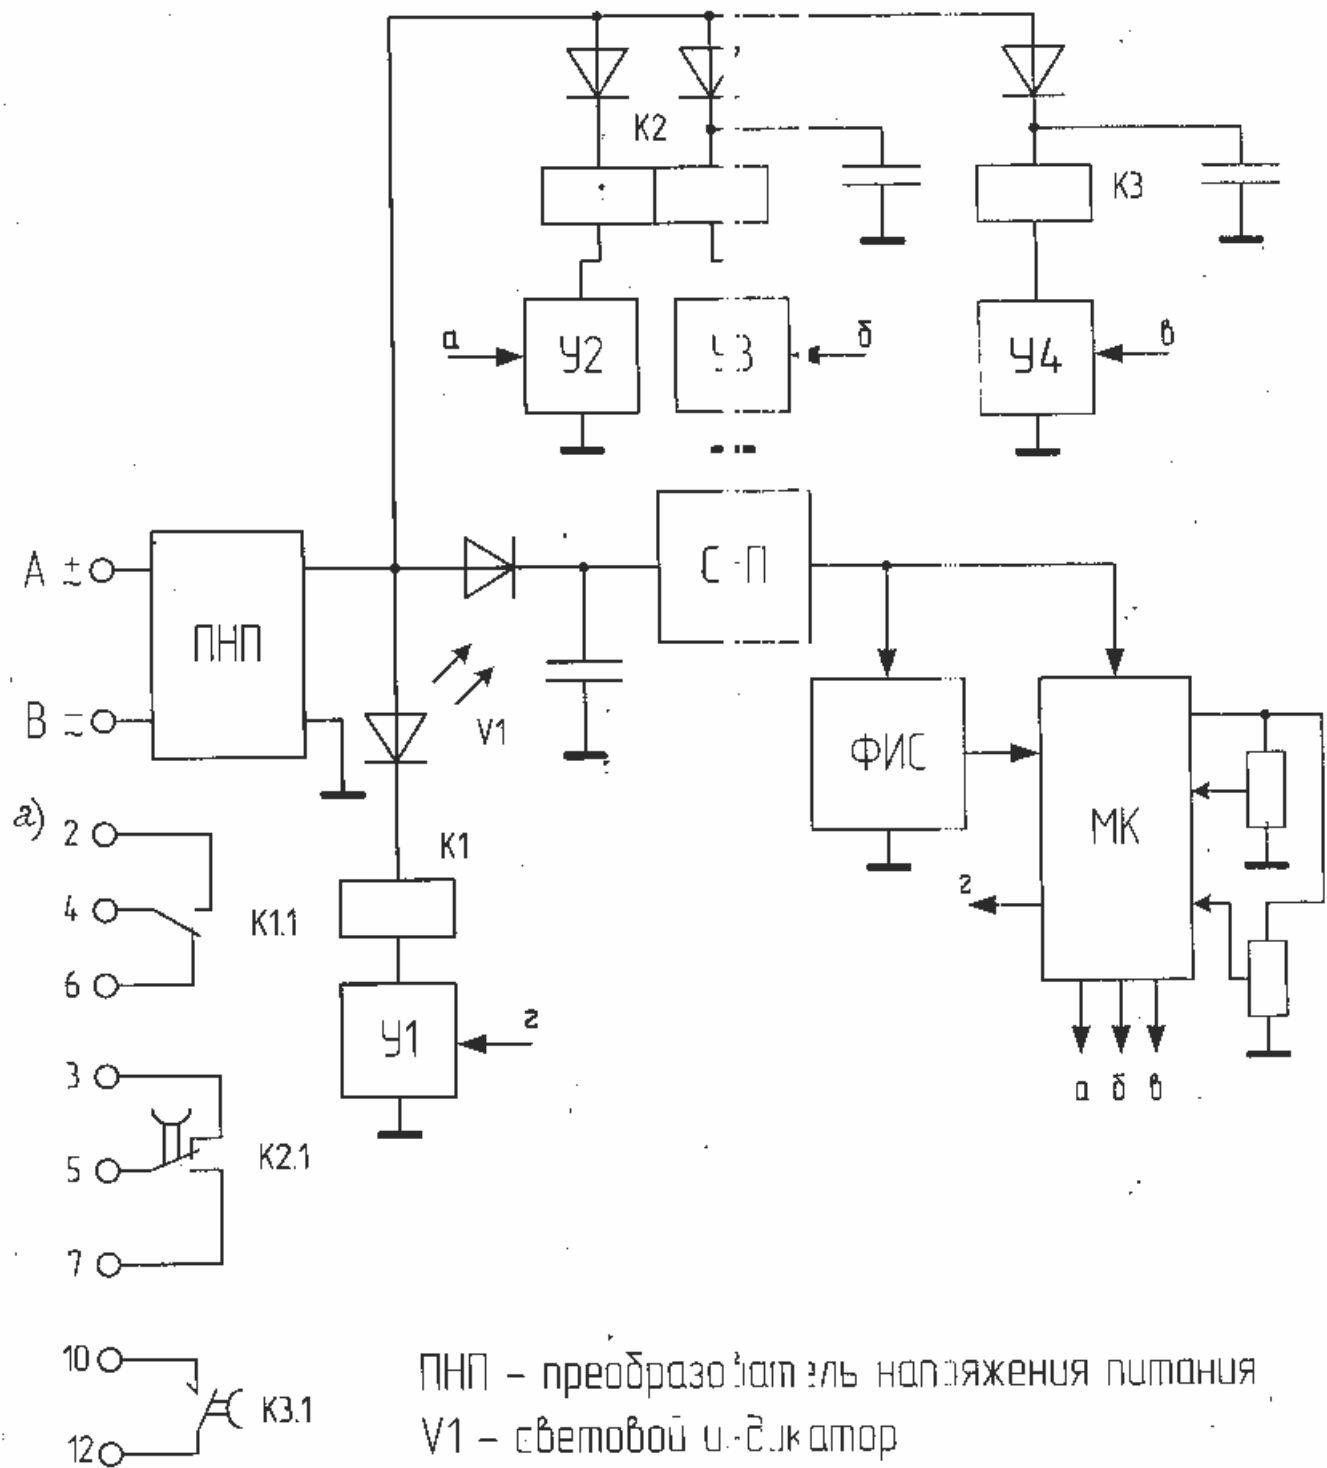 К2
К3
а
У2
У3
б
У4
в
А ±~
ПНП
В =~
V1
ФИС
МК
г
а б в
К1
У1
г
а)
2
4
К1.1
6
3
5
К2.1
7
10
К3.1
12
ПНП – преобразователь напряжения питания
V1 – световой индикатор